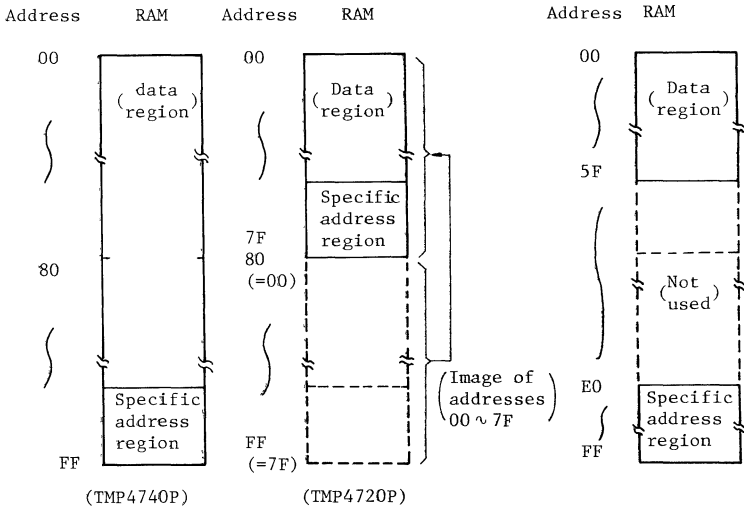 Address RAM Address RAM Address RAM
00
(data region)
80
Specific
address
region
FF
(TMP4740P)
00
(Data region)
Specific
address
region
7F
80
(=00)
FF
(=7F)
(TMP4720P)
(Image of
addresses
00 ~ 7F)
00
(Data region)
5F
(Not used)
E0
Specific
address
region
FF